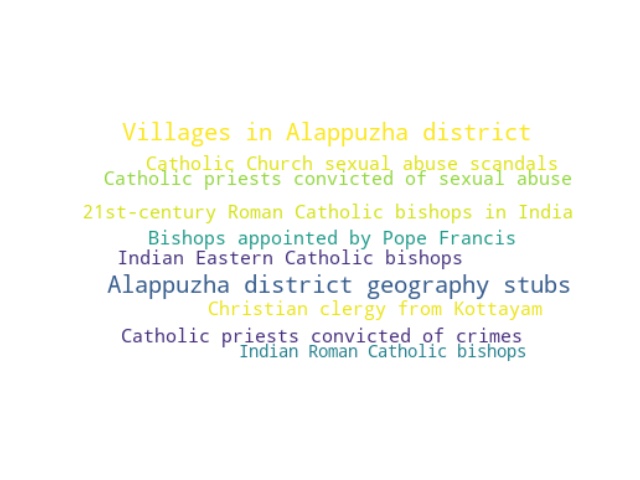 Villages in Alappuzha district
Catholic Church sexual abuse scandals
Catholic priests convicted of sexual abuse
21st-century Roman Catholic bishops in India
Bishops appointed by Pope Francis
Indian Eastern Catholic bishops
Alappuzha district geography stubs
Christian clergy from Kottayam
Catholic priests convicted of crimes
Indian Roman Catholic bishops